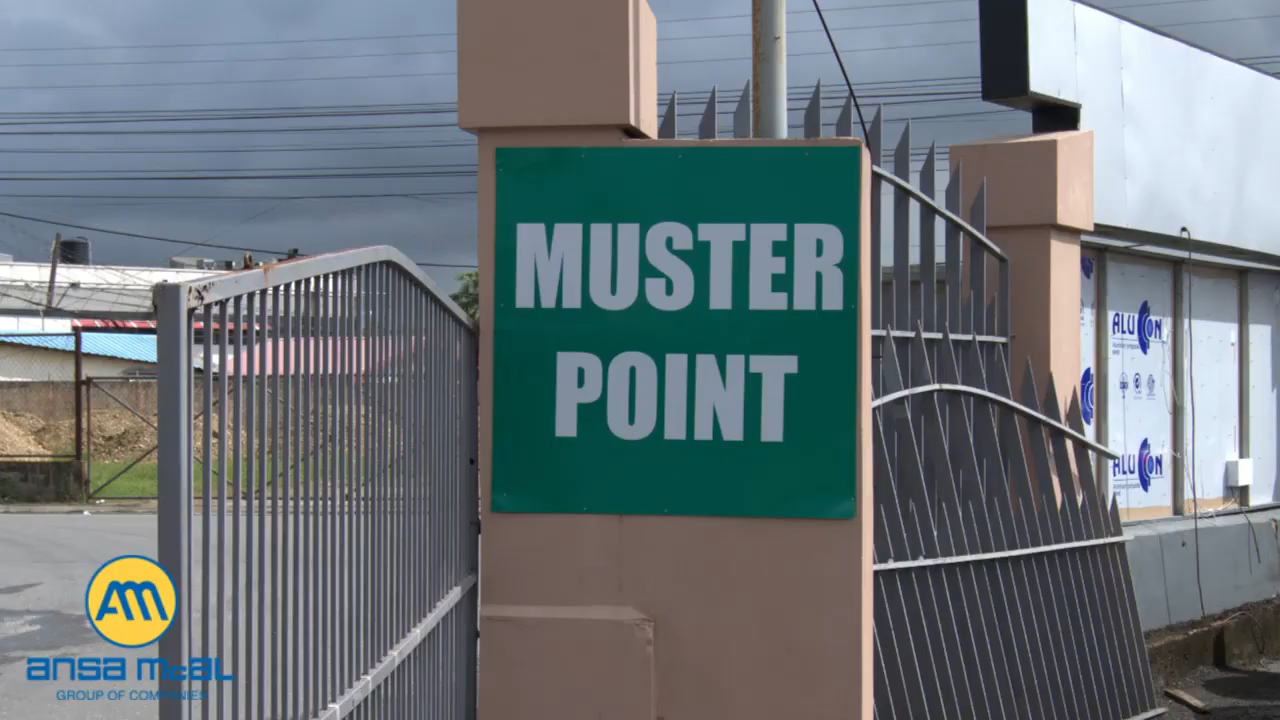 MUSTER
POINT
ALUCON
ALUCON
AM
ansa mcal
GROUP OF COMPANIES